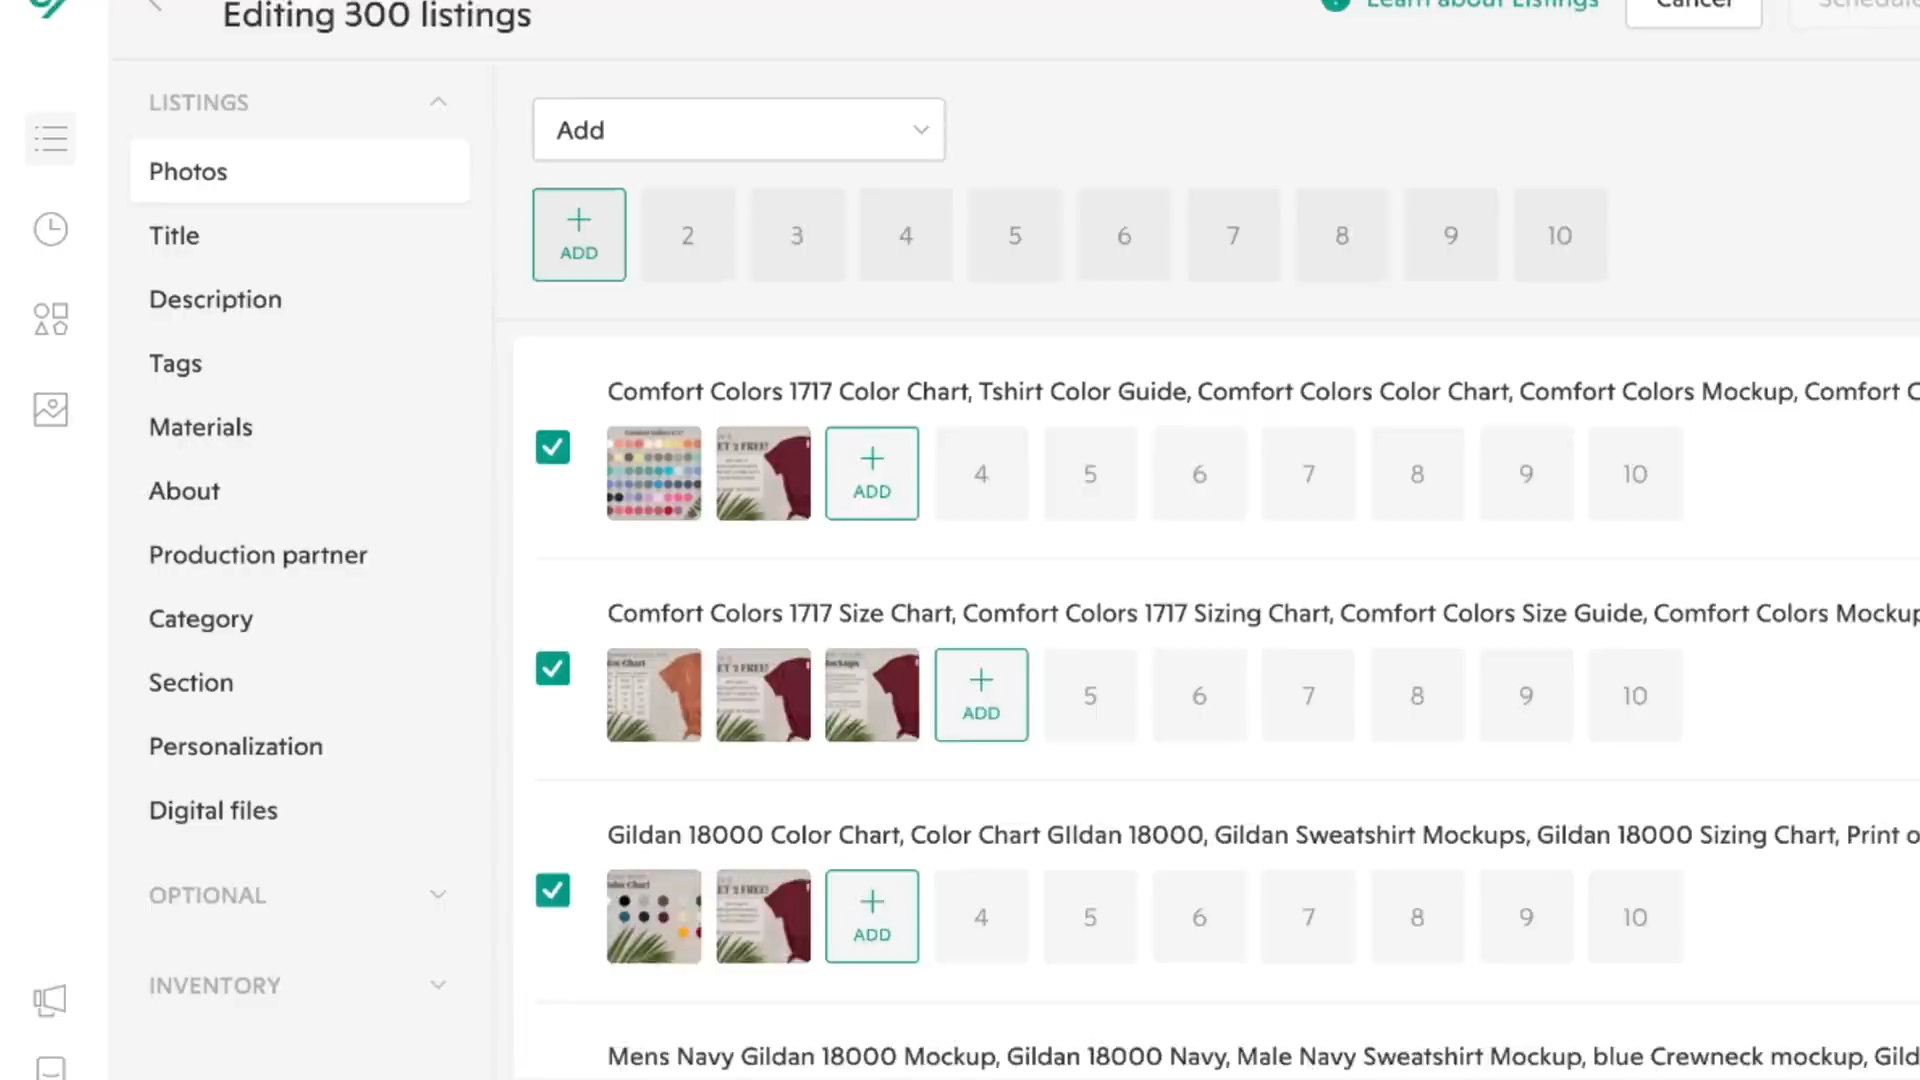 Editing 300 listings
Learn about Listings
Cancel
Schedule
LISTINGS
Photos
Title
Description
Tags
Materials
About
Production partner
Category
Section
Personalization
Digital files
OPTIONAL
INVENTORY
Add
ADD 2 3 4 5 6 7 8 9 10
Comfort Colors 1717 Color Chart, Tshirt Color Guide, Comfort Colors Color Chart, Comfort Colors Mockup, Comfort C
ADD 4 5 6 7 8 9 10
Comfort Colors 1717 Size Chart, Comfort Colors 1717 Sizing Chart, Comfort Colors Size Guide, Comfort Colors Mockup
ADD 5 6 7 8 9 10
Gildan 18000 Color Chart, Color Chart GIldan 18000, Gildan Sweatshirt Mockups, Gildan 18000 Sizing Chart, Print o
ADD 4 5 6 7 8 9 10
Mens Navy Gildan 18000 Mockup, Gildan 18000 Navy, Male Navy Sweatshirt Mockup, blue Crewneck mockup, Gild